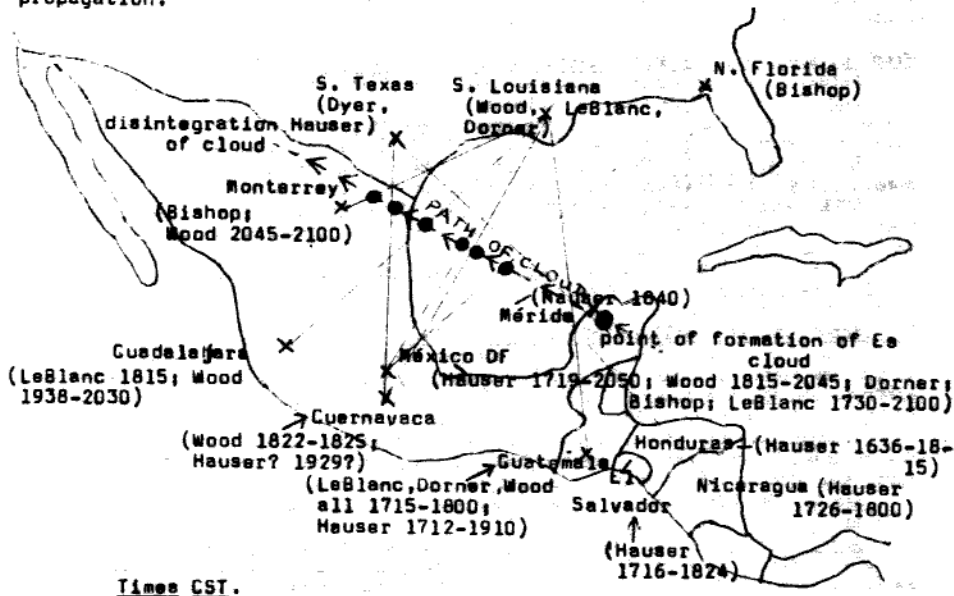 propagation.
N. Florida
(Bishop)
S. Texas
(Dyer,
Hauser)
S. Louisiana
(Wood, LeBlanc,
Dorner)
disintegration
of cloud
Monterrey
(Bishop;
Wood 2045-2100)
PATH OF CLOUD
(Hauser 1840)
Mérida
point of formation of Es
cloud
Guadalajara
(LeBlanc 1815; Wood
1938-2030)
México DF
(Hauser 1719-2050; Wood 1815-2045; Dorner;
Bishop; LeBlanc 1730-2100)
Cuernavaca
(Wood 1822-1825;
Hauser? 1929?)
Guatemala
(LeBlanc,Dorner,Wood
all 1715-1800;
Hauser 1712-1910)
Honduras (Hauser 1636-18-
15)
El
Salvador
(Hauser
1716-1824)
Nicaragua (Hauser
1726-1800)
Times CST.